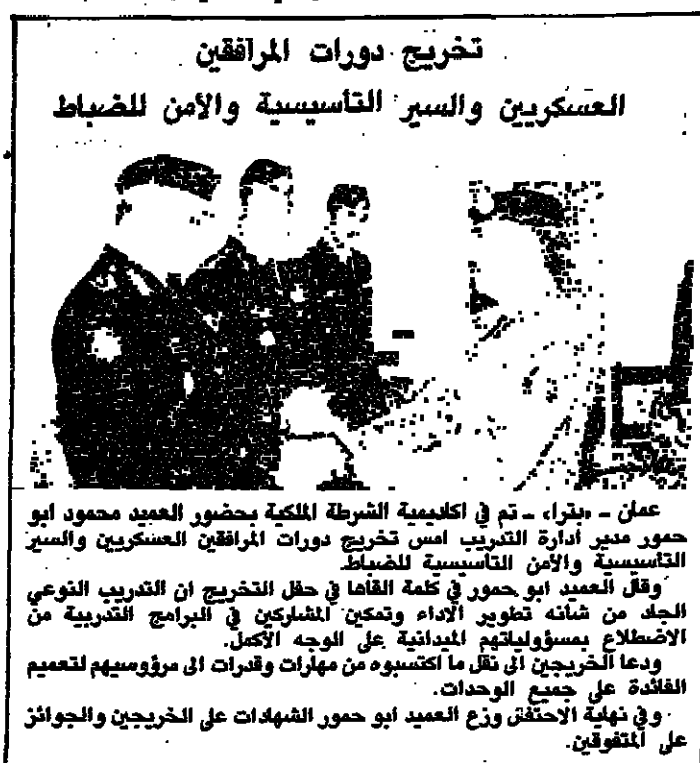 تخريج دورات المرافقين
العسكريين والسير التأسيسية والأمن للضباط
عمان - «بترا» - تم في اكاديمية الشرطة الملكية بحضور العميد محمود ابو
حمور مدير ادارة التدريب امس تخريج دورات المرافقين العسكريين والسير
التأسيسية والأمن التأسيسية للضباط.
وقال العميد ابو حمور في كلمة القاها في حفل التخريج ان التدريب النوعي
الجاد من شأنه تطوير الاداء وتمكين المشاركين في البرامج التدريبية من
الاضطلاع بمسؤولياتهم الميدانية على الوجه الأكمل.
ودعا الخريجين الى نقل ما اكتسبوه من مهارات وقدرات الى مرؤوسيهم لتعميم
الفائدة على جميع الوحدات.
وفي نهاية الاحتفال وزع العميد ابو حمور الشهادات على الخريجين والجوائز
على المتفوقين.